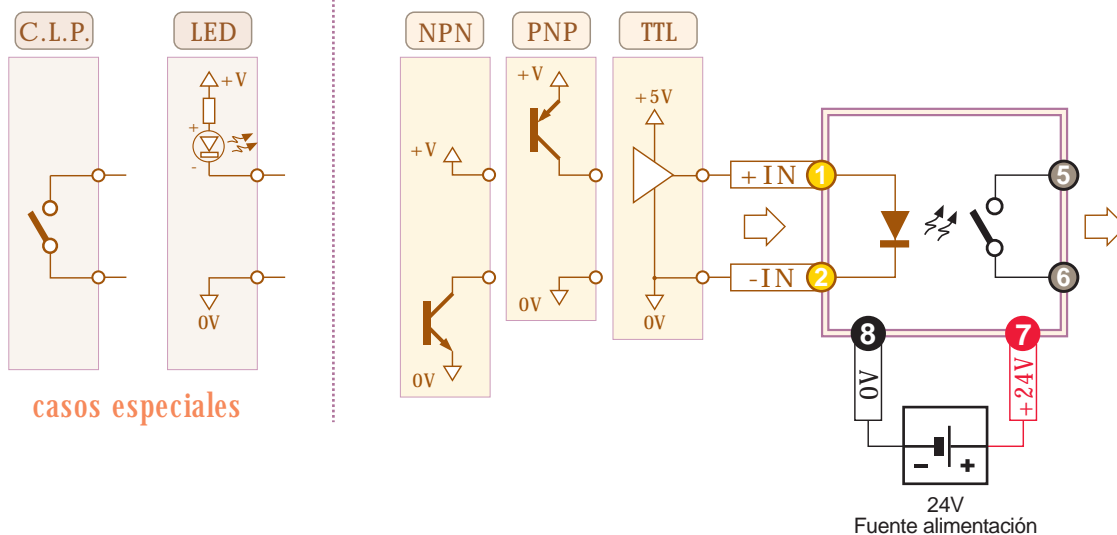 C.L.P.
LED
NPN
PNP
TTL
+V
+
-
0V
+V
0V
+V
0V
+5V
0V
+IN
1
-IN
2
5
6
8
7
0V
+24V
- +
24V
Fuente alimentación
casos especiales